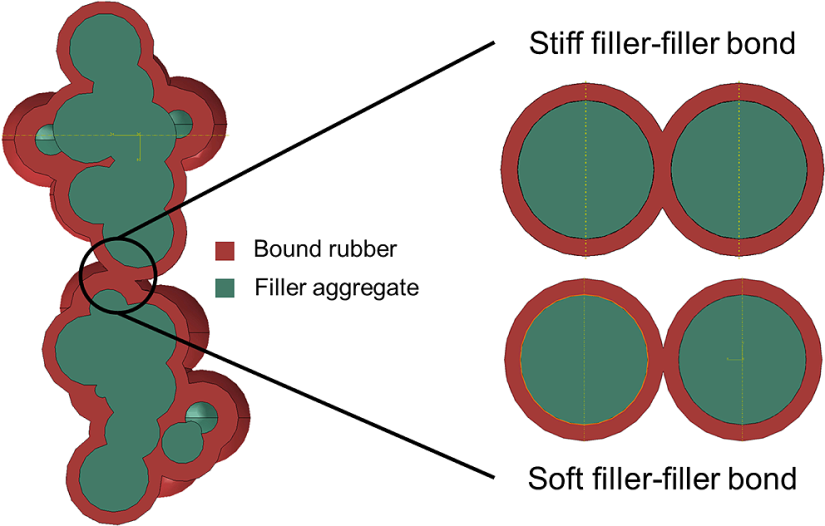 Stiff filler-filler bond
Bound rubber
Filler aggregate
Soft filler-filler bond